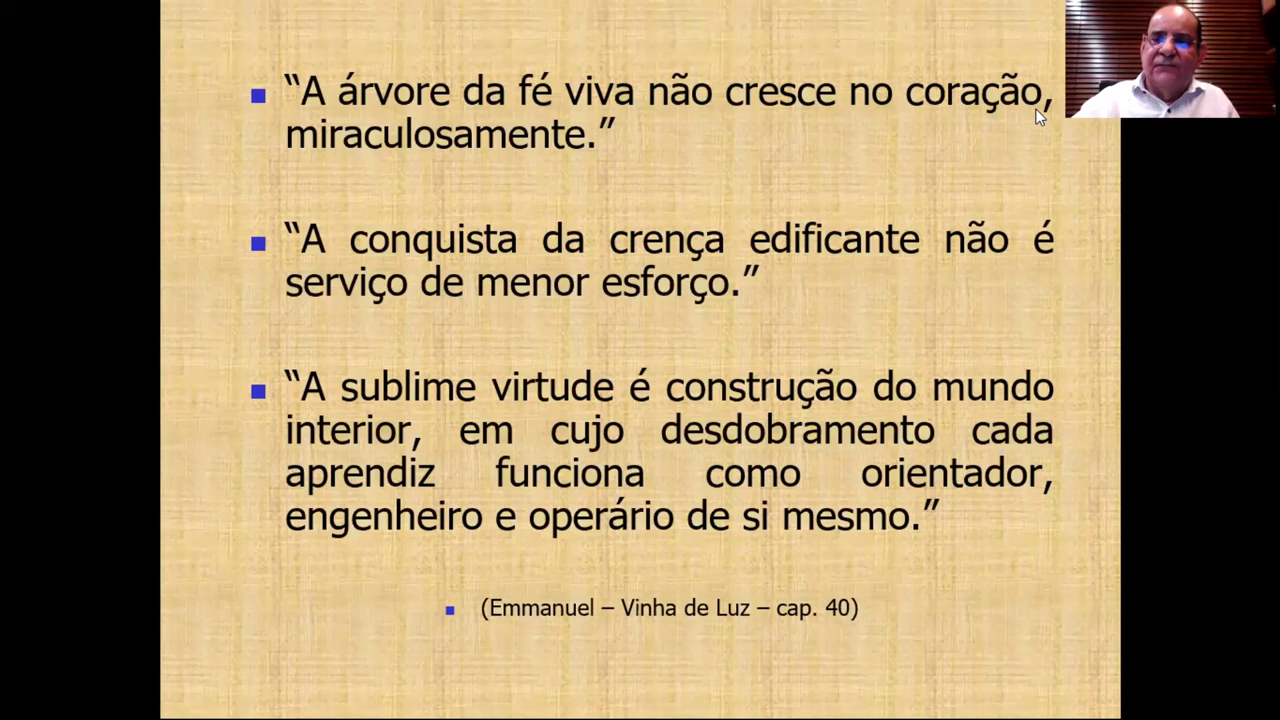 “A árvore da fé viva não cresce no coração,
miraculosamente.”
“A conquista da crença edificante não é
serviço de menor esforço.”
“A sublime virtude é construção do mundo
interior, em cujo desdobramento cada
aprendiz funciona como orientador,
engenheiro e operário de si mesmo.”
(Emmanuel – Vinha de Luz – cap. 40)